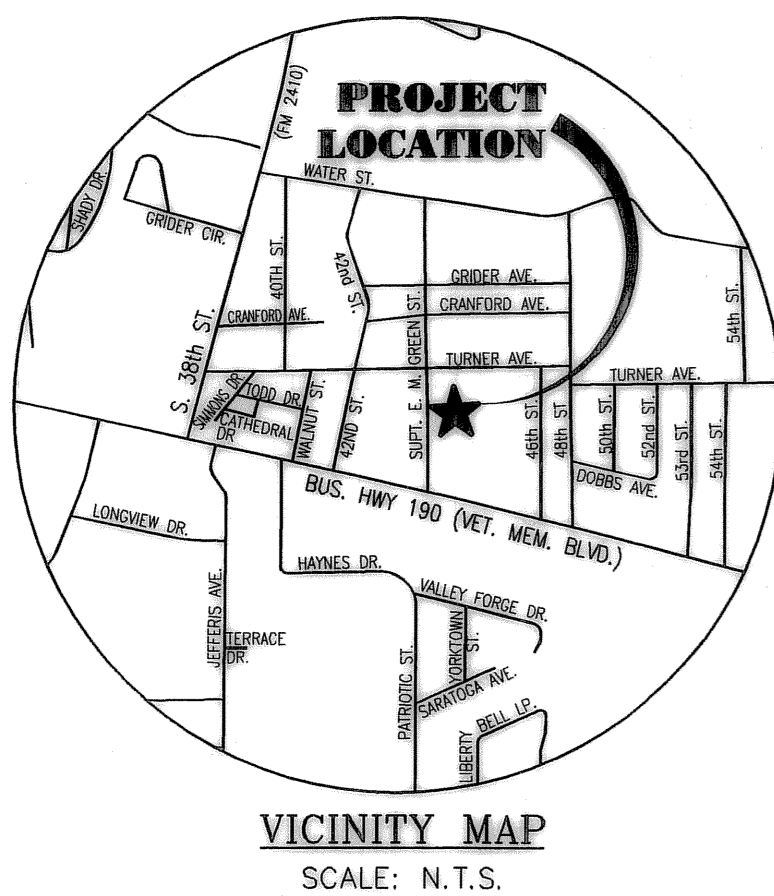 PROJECT
LOCATION
(FM 2410)
WATER ST.
SHADY DR.
GRIDER CIR.
40TH ST.
42nd ST.
GRIDER AVE.
CRANFORD AVE.
CRANFORD AVE.
SUPT. E. M. GREEN ST.
54th ST.
S. 38th ST.
TURNER AVE.
TURNER AVE.
SIMMONS DR.
TODD DR.
CATHEDRAL
DR
WALNUT ST.
42ND ST.
46th ST.
48th ST.
50th ST.
52nd ST.
53rd ST.
54th ST.
DOBBS AVE.
BUS. HWY 190 (VET. MEM. BLVD.)
LONGVIEW DR.
HAYNES DR.
VALLEY FORGE DR.
JEFFERIS AVE.
TERRACE
DR.
YORKTOWN
ST.
PATRIOTIC ST.
SARATOGA AVE.
LIBERTY
BELL LP.
VICINITY MAP
SCALE: N.T.S.